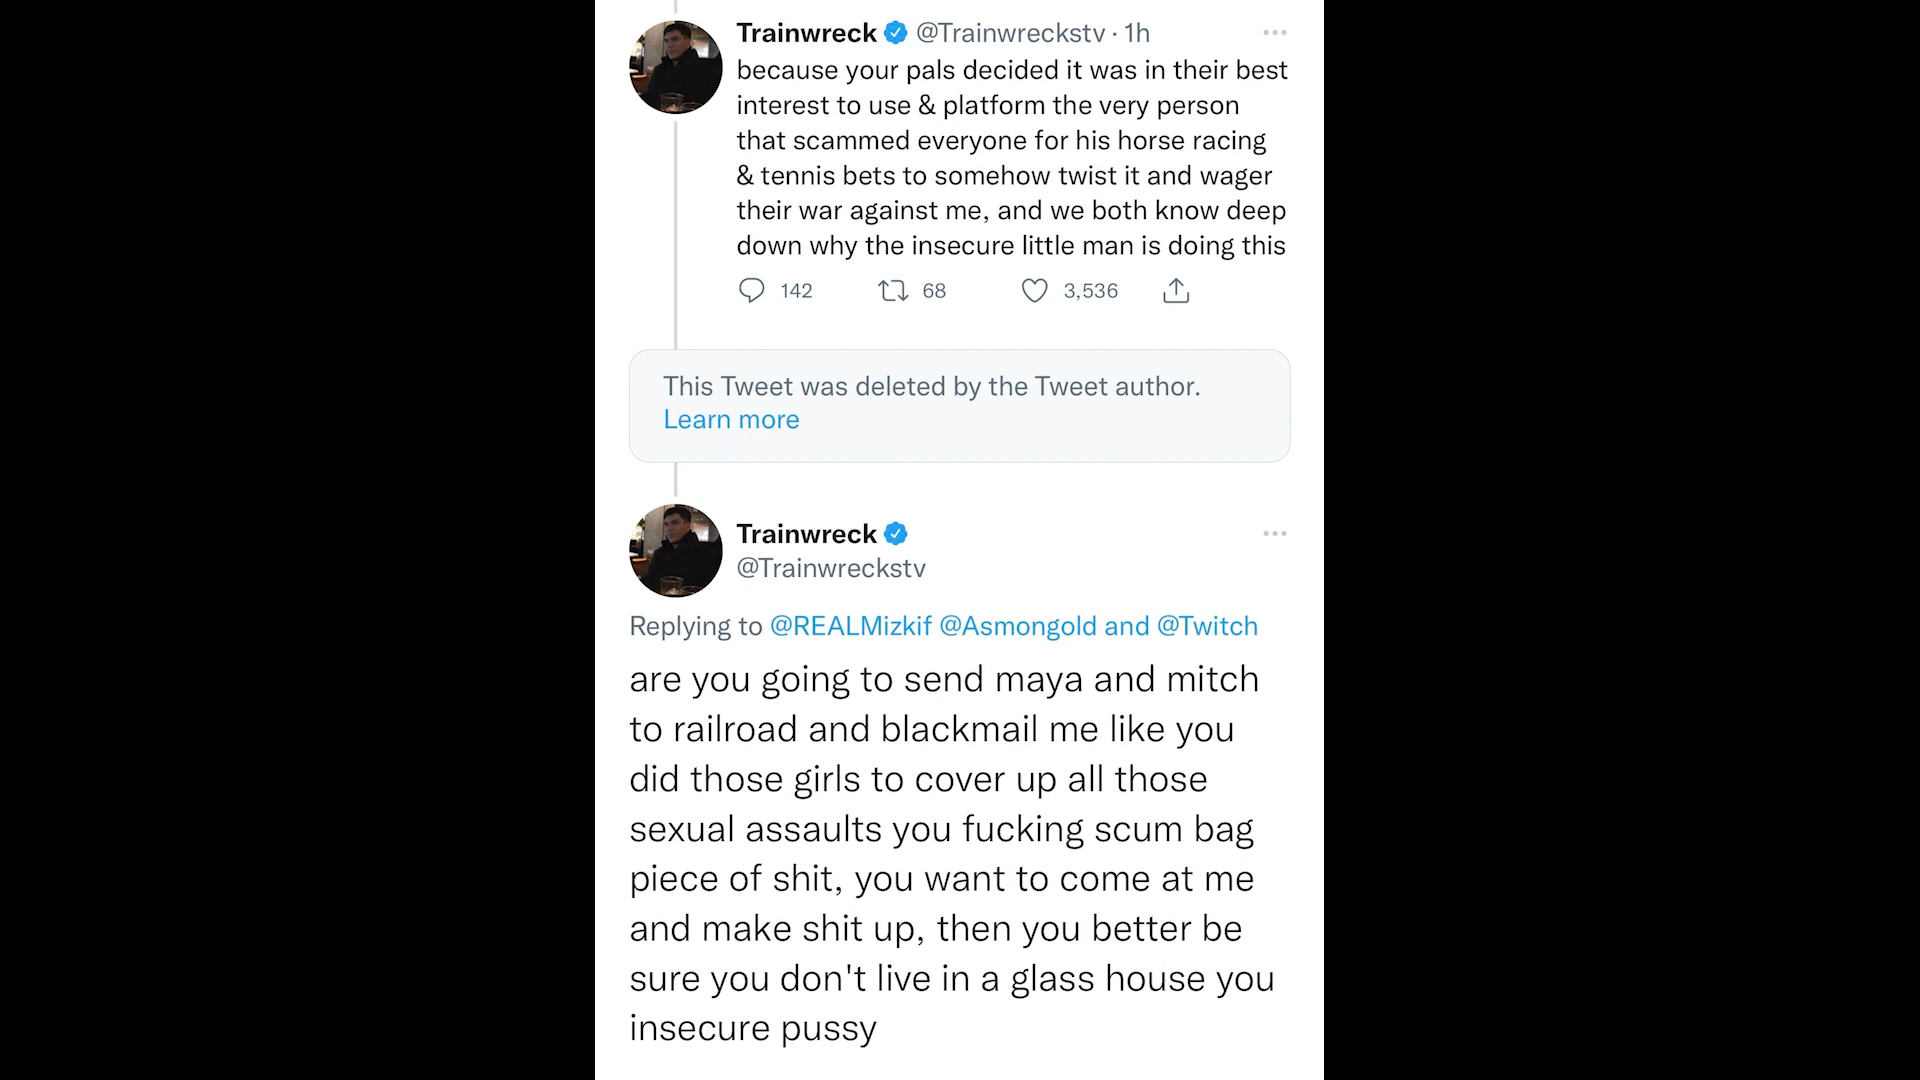 Trainwreck @Trainwreckstv · 1h
because your pals decided it was in their best
interest to use & platform the very person
that scammed everyone for his horse racing
& tennis bets to somehow twist it and wager
their war against me, and we both know deep
down why the insecure little man is doing this
142 68 3,536
This Tweet was deleted by the Tweet author.
Learn more
Trainwreck
@Trainwreckstv
Replying to @REALMizkif @Asmongold and @Twitch
are you going to send maya and mitch
to railroad and blackmail me like you
did those girls to cover up all those
sexual assaults you fucking scum bag
piece of shit, you want to come at me
and make shit up, then you better be
sure you don't live in a glass house you
insecure pussy